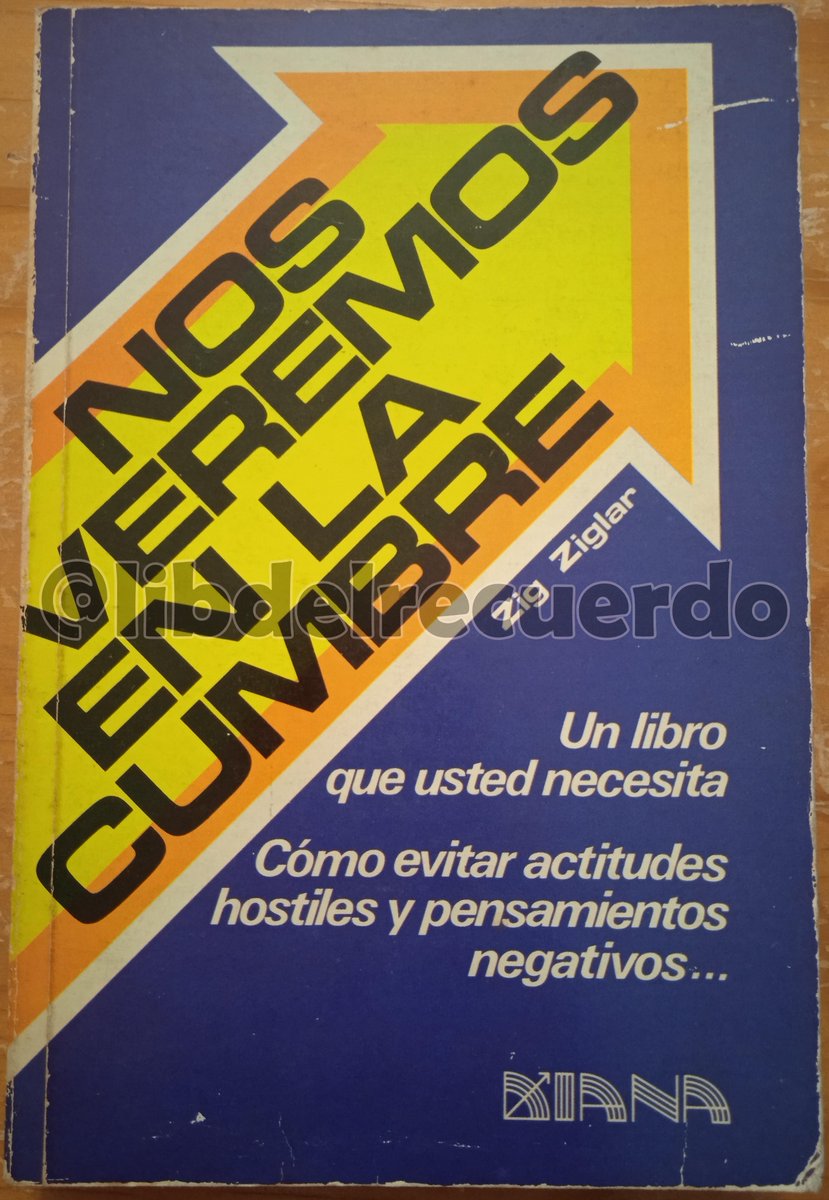 NOS
VEREMOS
EN LA
CUMBRE
Zig Ziglar
@libdelrecuerdo
Un libro
que usted necesita
Cómo evitar actitudes
hostiles y pensamientos
negativos...
DIANA